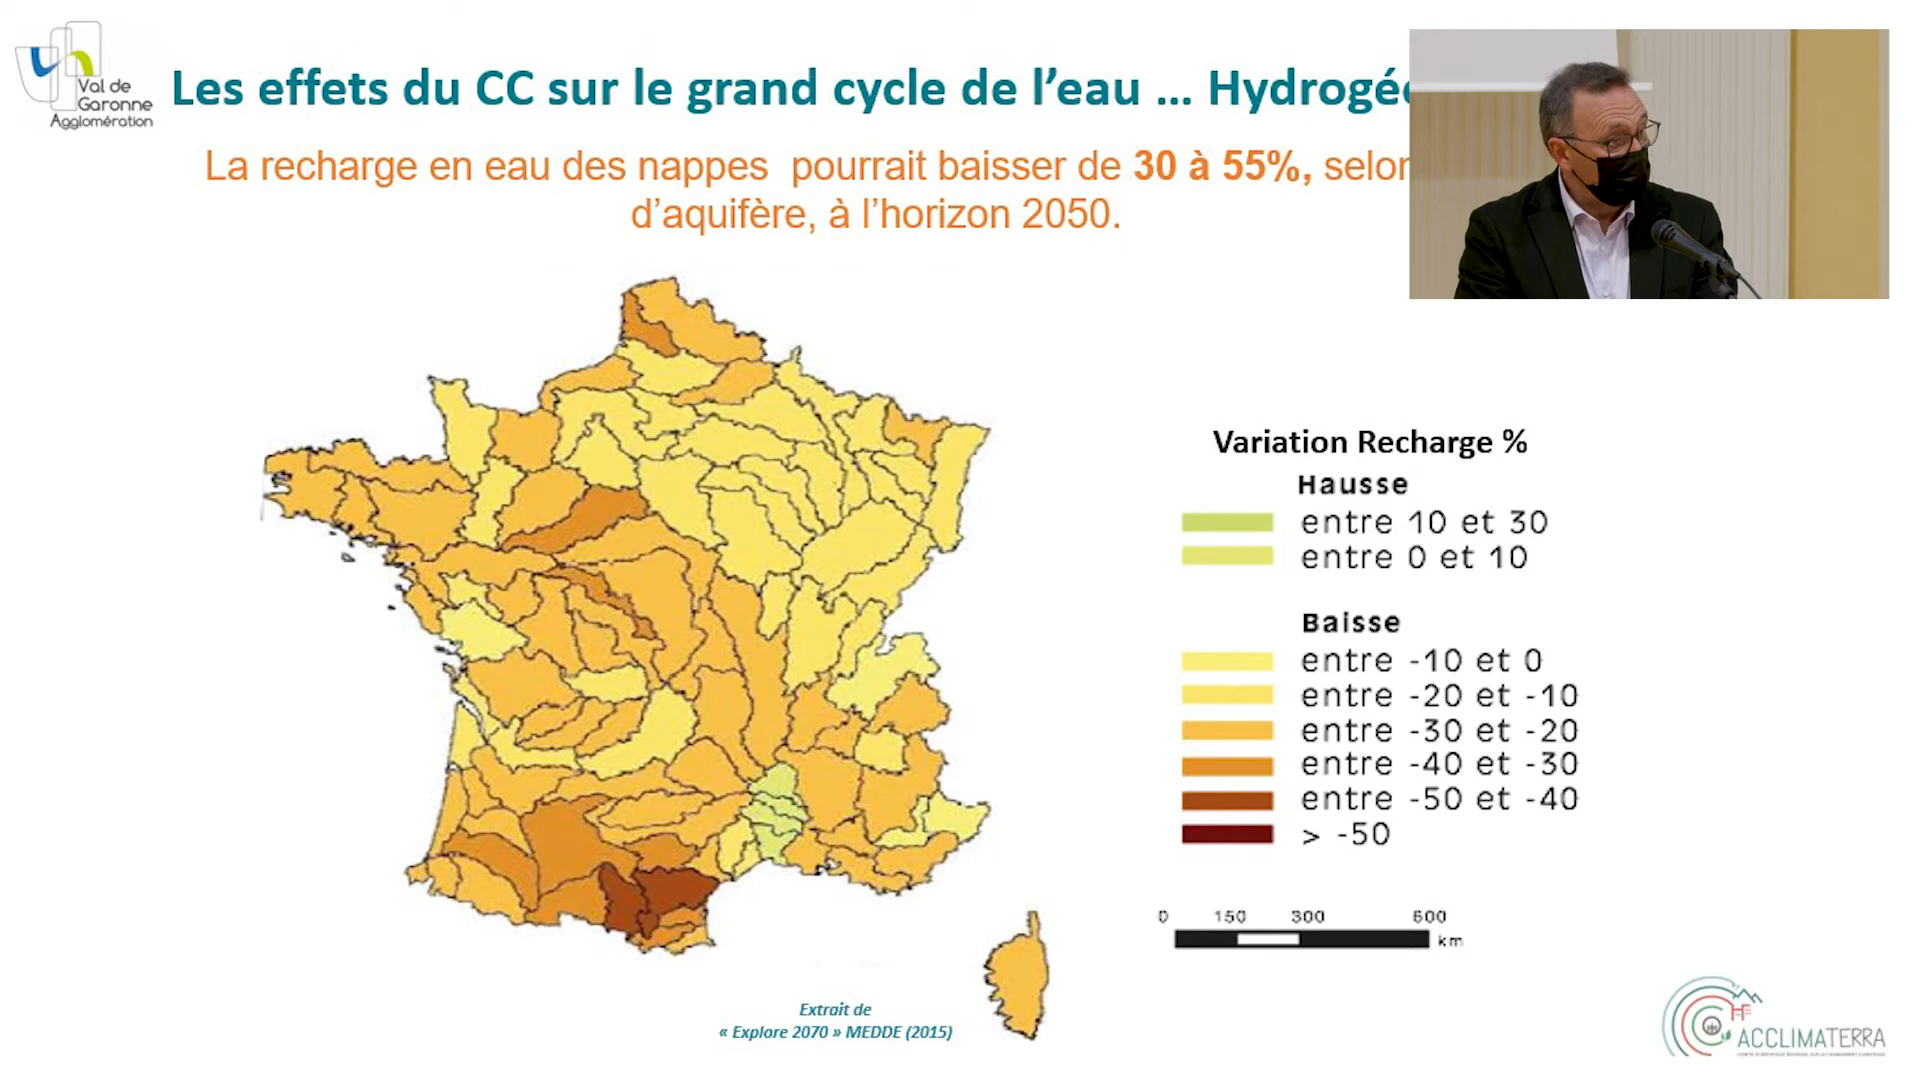 Val de
Garonne
Agglomération
Les effets du CC sur le grand cycle de l'eau ... Hydrogé
La recharge en eau des nappes pourrait baisser de 30 à 55%, selon
d'aquifère, à l'horizon 2050.
Variation Recharge %
Hausse
entre 10 et 30
entre 0 et 10
Baisse
entre -10 et 0
entre -20 et -10
entre -30 et -20
entre -40 et -30
entre -50 et -40
> -50
0 150 300 600
km
Extrait de
« Explore 2070 » MEDDE (2015)
ACCLIMATERRA